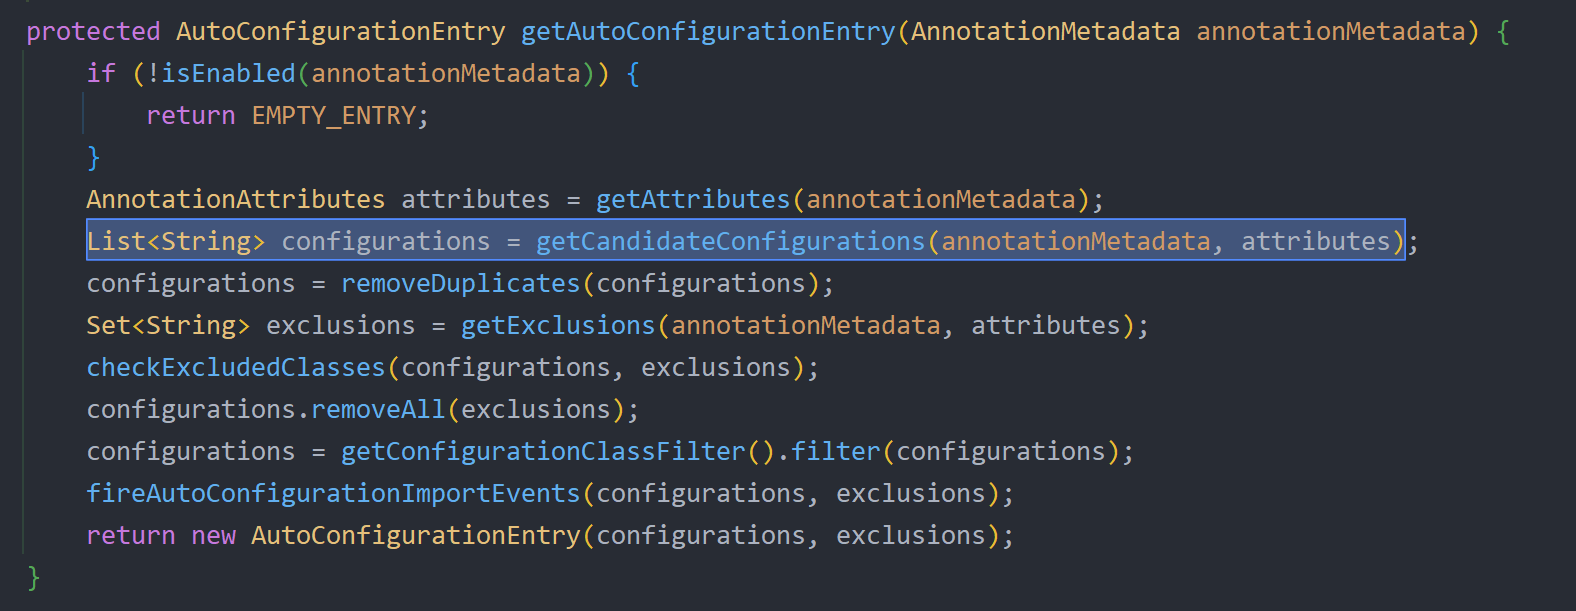 protected AutoConfigurationEntry getAutoConfigurationEntry(AnnotationMetadata annotationMetadata) {
    if (!isEnabled(annotationMetadata)) {
        return EMPTY_ENTRY;
    }
    AnnotationAttributes attributes = getAttributes(annotationMetadata);
    List<String> configurations = getCandidateConfigurations(annotationMetadata, attributes);
    configurations = removeDuplicates(configurations);
    Set<String> exclusions = getExclusions(annotationMetadata, attributes);
    checkExcludedClasses(configurations, exclusions);
    configurations.removeAll(exclusions);
    configurations = getConfigurationClassFilter().filter(configurations);
    fireAutoConfigurationImportEvents(configurations, exclusions);
    return new AutoConfigurationEntry(configurations, exclusions);
}